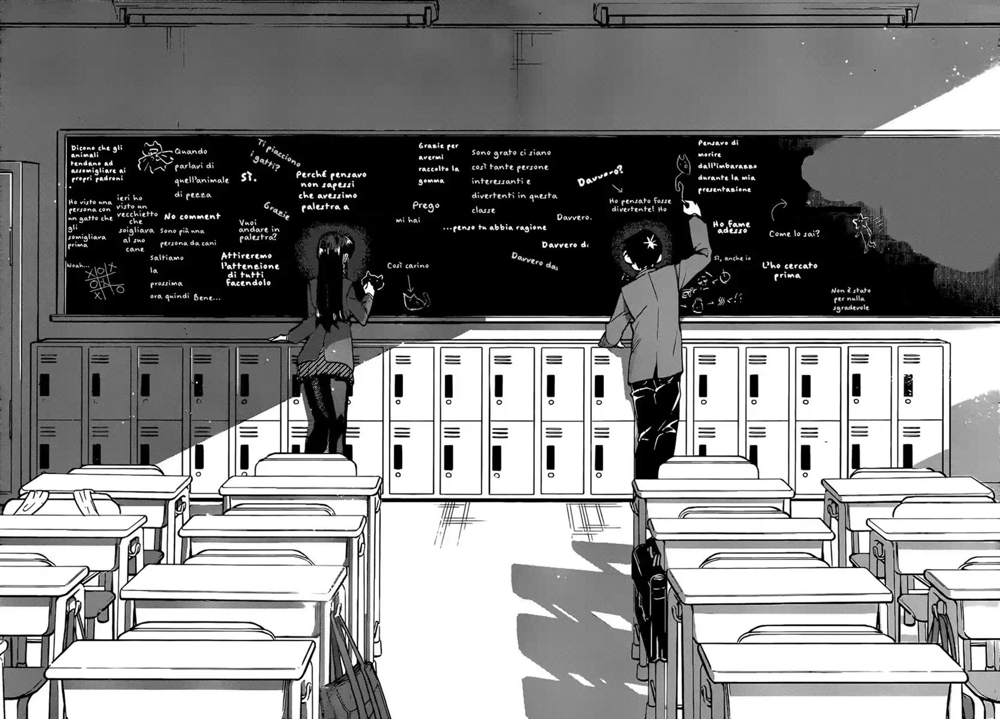 Dicono che gli
animali
tendano ad
assomigliare ai
propri padroni
.
Ho visto una
persona con
un gatto che
gli
somigliava
prima
Woah...
ieri ho
visto un
vecchietto
che
soigliava
al suo
cane
X O X
O X
X O
Quando
parlavi di
quell'animale
di pezza
No comment
Sono più una
persona da cani
saltiamo
la
prossima
ora quindi
Bene...
Ti piacciono
i gatti?
Sì.
Grazie
Vuoi
andare in
palestra?
Attireremo
l'attenzione
di tutti
facendolo
Perché pensavo
non sapessi
che avessimo
palestra a
Grazie per
avermi
raccolto la
gomma
Prego
mi hai
Così carino
Sono grato ci siano
così tante persone
interessanti e
divertenti in questa
classe
...penso tu abbia ragione
Davvero?
Ho pensato fosse
divertente! Ho
Davvero.
Davvero d
Davvero da
Pensavo di
morire
dall'imbarazzo
durante la mia
presentazione
Ho fame
adesso
Sì, anche io
Come lo sai?
L'ho cercato
prima
Non è stato
per nulla
sgradevole